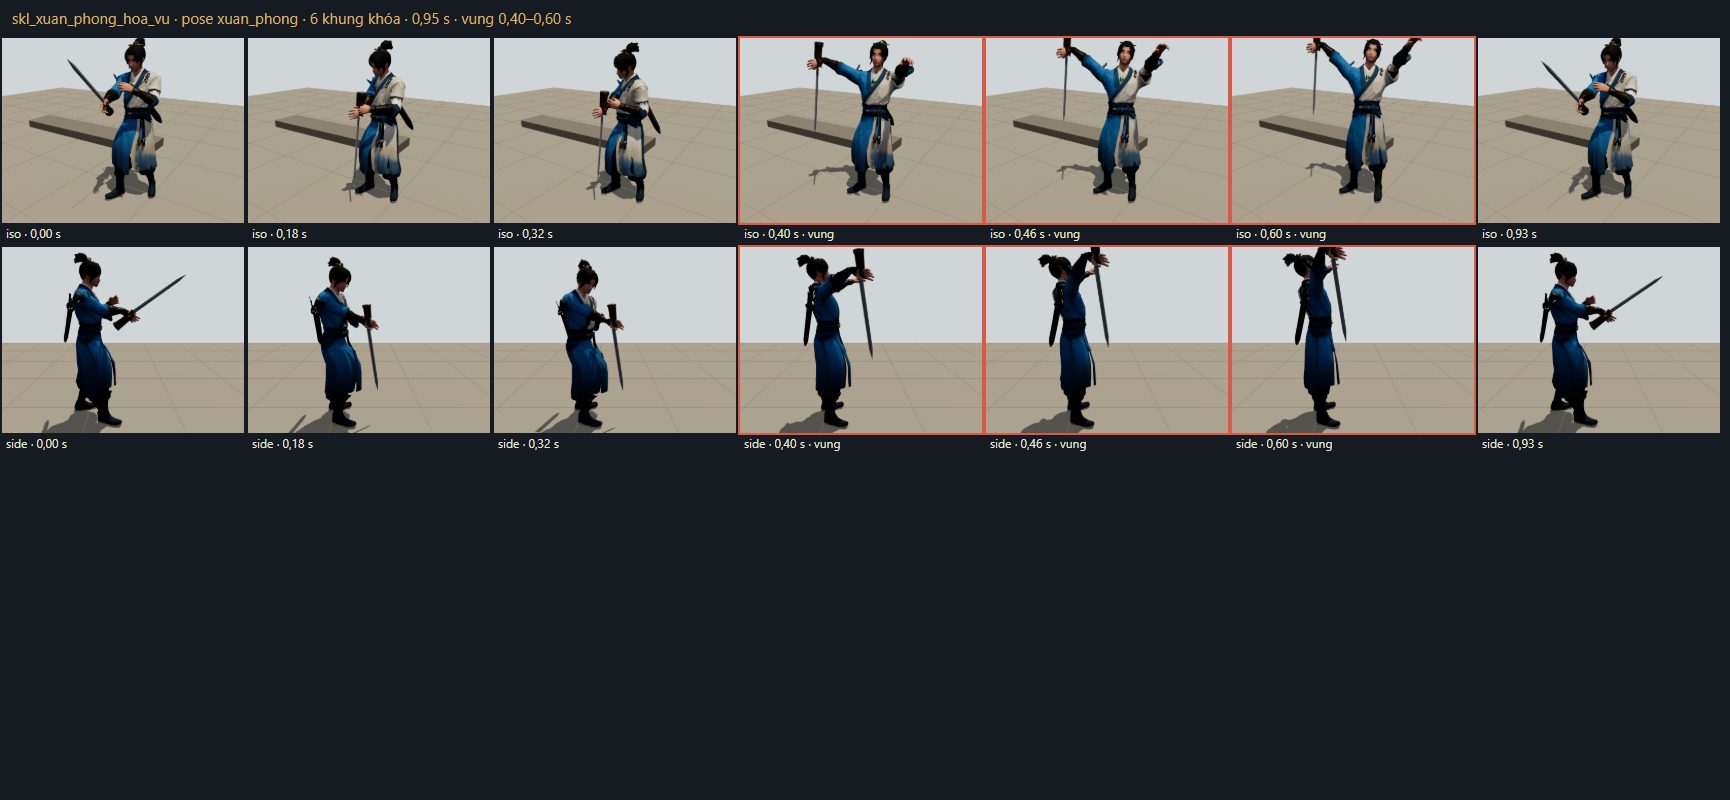 skl_xuan_phong_hoa_vu · pose xuan_phong · 6 khung khóa · 0,95 s · vung 0,40–0,60 s
iso · 0,00 s
iso · 0,18 s
iso · 0,32 s
iso · 0,40 s · vung
iso · 0,46 s · vung
iso · 0,60 s · vung
iso · 0,93 s
side · 0,00 s
side · 0,18 s
side · 0,32 s
side · 0,40 s · vung
side · 0,46 s · vung
side · 0,60 s · vung
side · 0,93 s